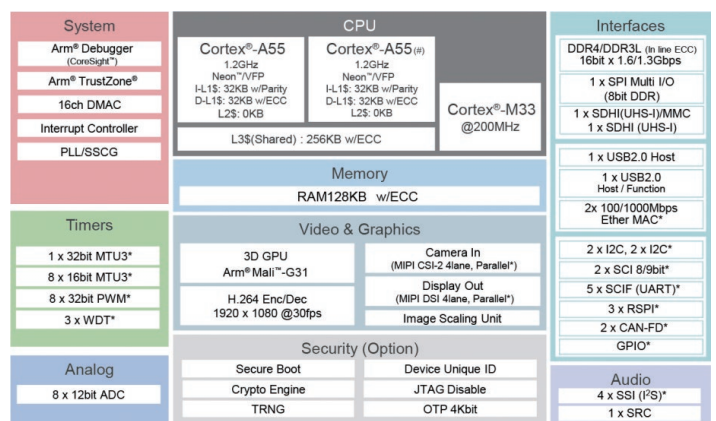 System
Arm® Debugger
(CoreSight™)
Arm® TrustZone®
16ch DMAC
Interrupt Controller
PLL/SSCG
Timers
1 x 32bit MTU3*
8 x 16bit MTU3*
8 x 32bit PWM*
3 x WDT*
Analog
8 x 12bit ADC
CPU
Cortex®-A55
1.2GHz
Neon™/VFP
I-L1$: 32KB w/Parity
D-L1$: 32KB w/ECC
L2$: 0KB
Cortex®-A55(#)
1.2GHz
Neon™/VFP
I-L1$: 32KB w/Parity
D-L1$: 32KB w/ECC
L2$: 0KB
L3$(Shared) : 256KB w/ECC
Cortex®-M33
@200MHz
Memory
RAM128KB w/ECC
Video & Graphics
3D GPU
Arm® Mali™-G31
H.264 Enc/Dec
1920 x 1080 @30fps
Camera In
(MIPI CSI-2 4lane, Parallel*)
Display Out
(MIPI DSI 4lane, Parallel*)
Image Scaling Unit
Security (Option)
Secure Boot
Crypto Engine
TRNG
Device Unique ID
JTAG Disable
OTP 4Kbit
Interfaces
DDR4/DDR3L (In line ECC)
16bit x 1.6/1.3Gbps
1 x SPI Multi I/O
(8bit DDR)
1 x SDHI(UHS-I)/MMC
1 x SDHI (UHS-I)
1 x USB2.0 Host
1 x USB2.0
Host / Function
2x 100/1000Mbps
Ether MAC*
2 x I2C, 2 x I2C*
2 x SCI 8/9bit*
5 x SCIF (UART)*
3 x RSPI*
2 x CAN-FD*
GPIO*
Audio
4 x SSI (I²S)*
1 x SRC